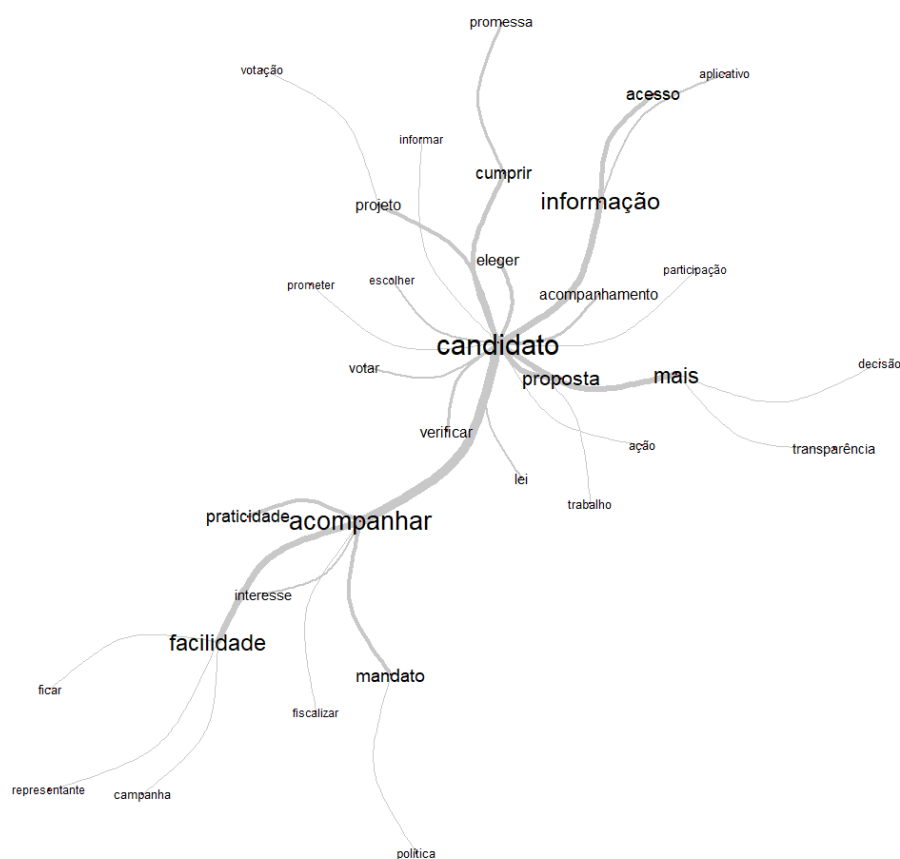 promessa
votação
aplicativo
acesso
informar
cumprir
informação
projeto
eleger
participação
escolher
prometer
acompanhamento
candidato
decisão
votar
proposta
mais
verificar
ação
transparência
lei
trabalho
praticidade
acompanhar
interesse
facilidade
mandato
ficar
fiscalizar
representante
campanha
política